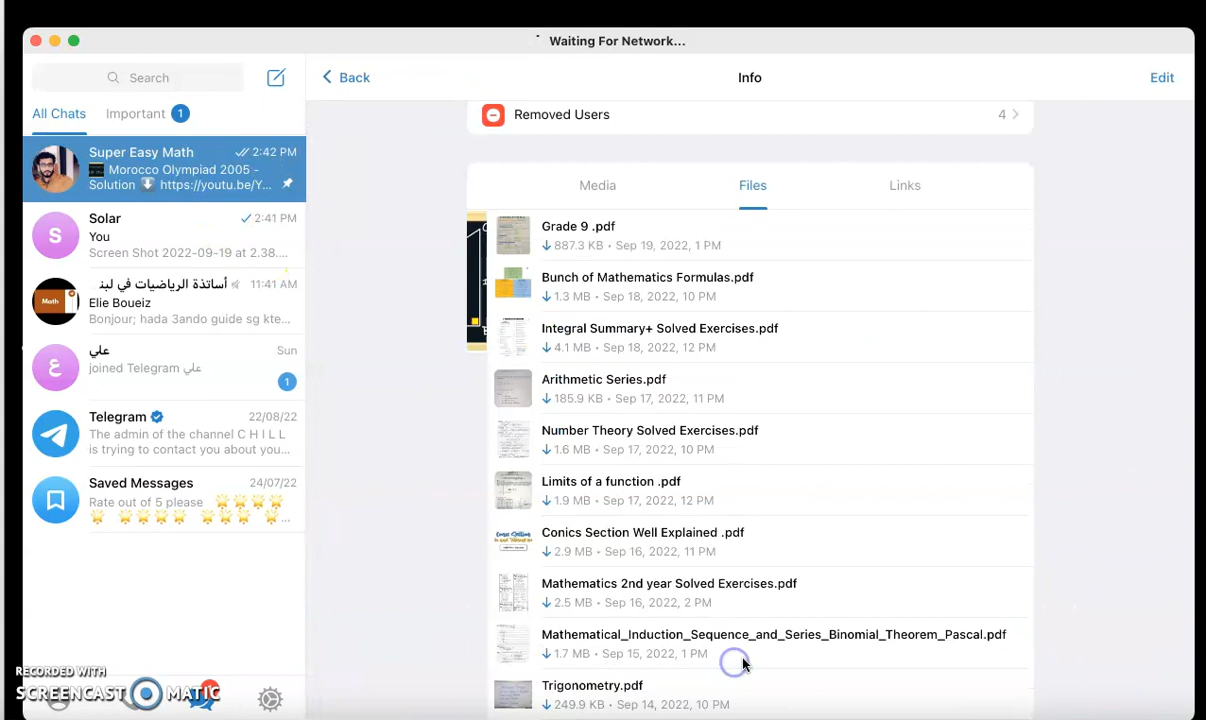 Waiting For Network...
Search
Back
Info
Edit
All Chats
Important 1
Removed Users
4
Super Easy Math
2:42 PM
Morocco Olympiad 2005 -
Solution ⬇ https://youtu.be/Y...
Media
Files
Links
S
Solar
2:41 PM
You
Screen Shot 2022-09-19 at 2.38....
Math
أساتذة الرياضيات في لبنـ
11:41 AM
Elie Boueiz
Bonjour; hada 3ando guide sg kte...
ع
علي
Sun
joined Telegram علي
1
Telegram
22/08/22
The admin of the channel C H I L L
is trying to contact you about you...
Saved Messages
24/07/22
Rate out of 5 please 🌟🌟🌟🌟
🌟 🌟🌟🌟🌟 🌟🌟🌟 🌟...
Grade 9 .pdf
887.3 KB • Sep 19, 2022, 1 PM
Bunch of Mathematics Formulas.pdf
1.3 MB • Sep 18, 2022, 10 PM
Integral Summary+ Solved Exercises.pdf
4.1 MB • Sep 18, 2022, 12 PM
Arithmetic Series.pdf
185.9 KB • Sep 17, 2022, 11 PM
Number Theory Solved Exercises.pdf
1.6 MB • Sep 17, 2022, 10 PM
Limits of a function .pdf
1.9 MB • Sep 17, 2022, 12 PM
Conics Section Well Explained .pdf
2.9 MB • Sep 16, 2022, 11 PM
Mathematics 2nd year Solved Exercises.pdf
2.5 MB • Sep 16, 2022, 2 PM
Mathematical_Induction_Sequence_and_Series_Binomial_Theorem_Pascal.pdf
1.7 MB • Sep 15, 2022, 1 PM
Trigonometry.pdf
249.9 KB • Sep 14, 2022, 10 PM
RECORDED WITH
SCREENCAST MATIC